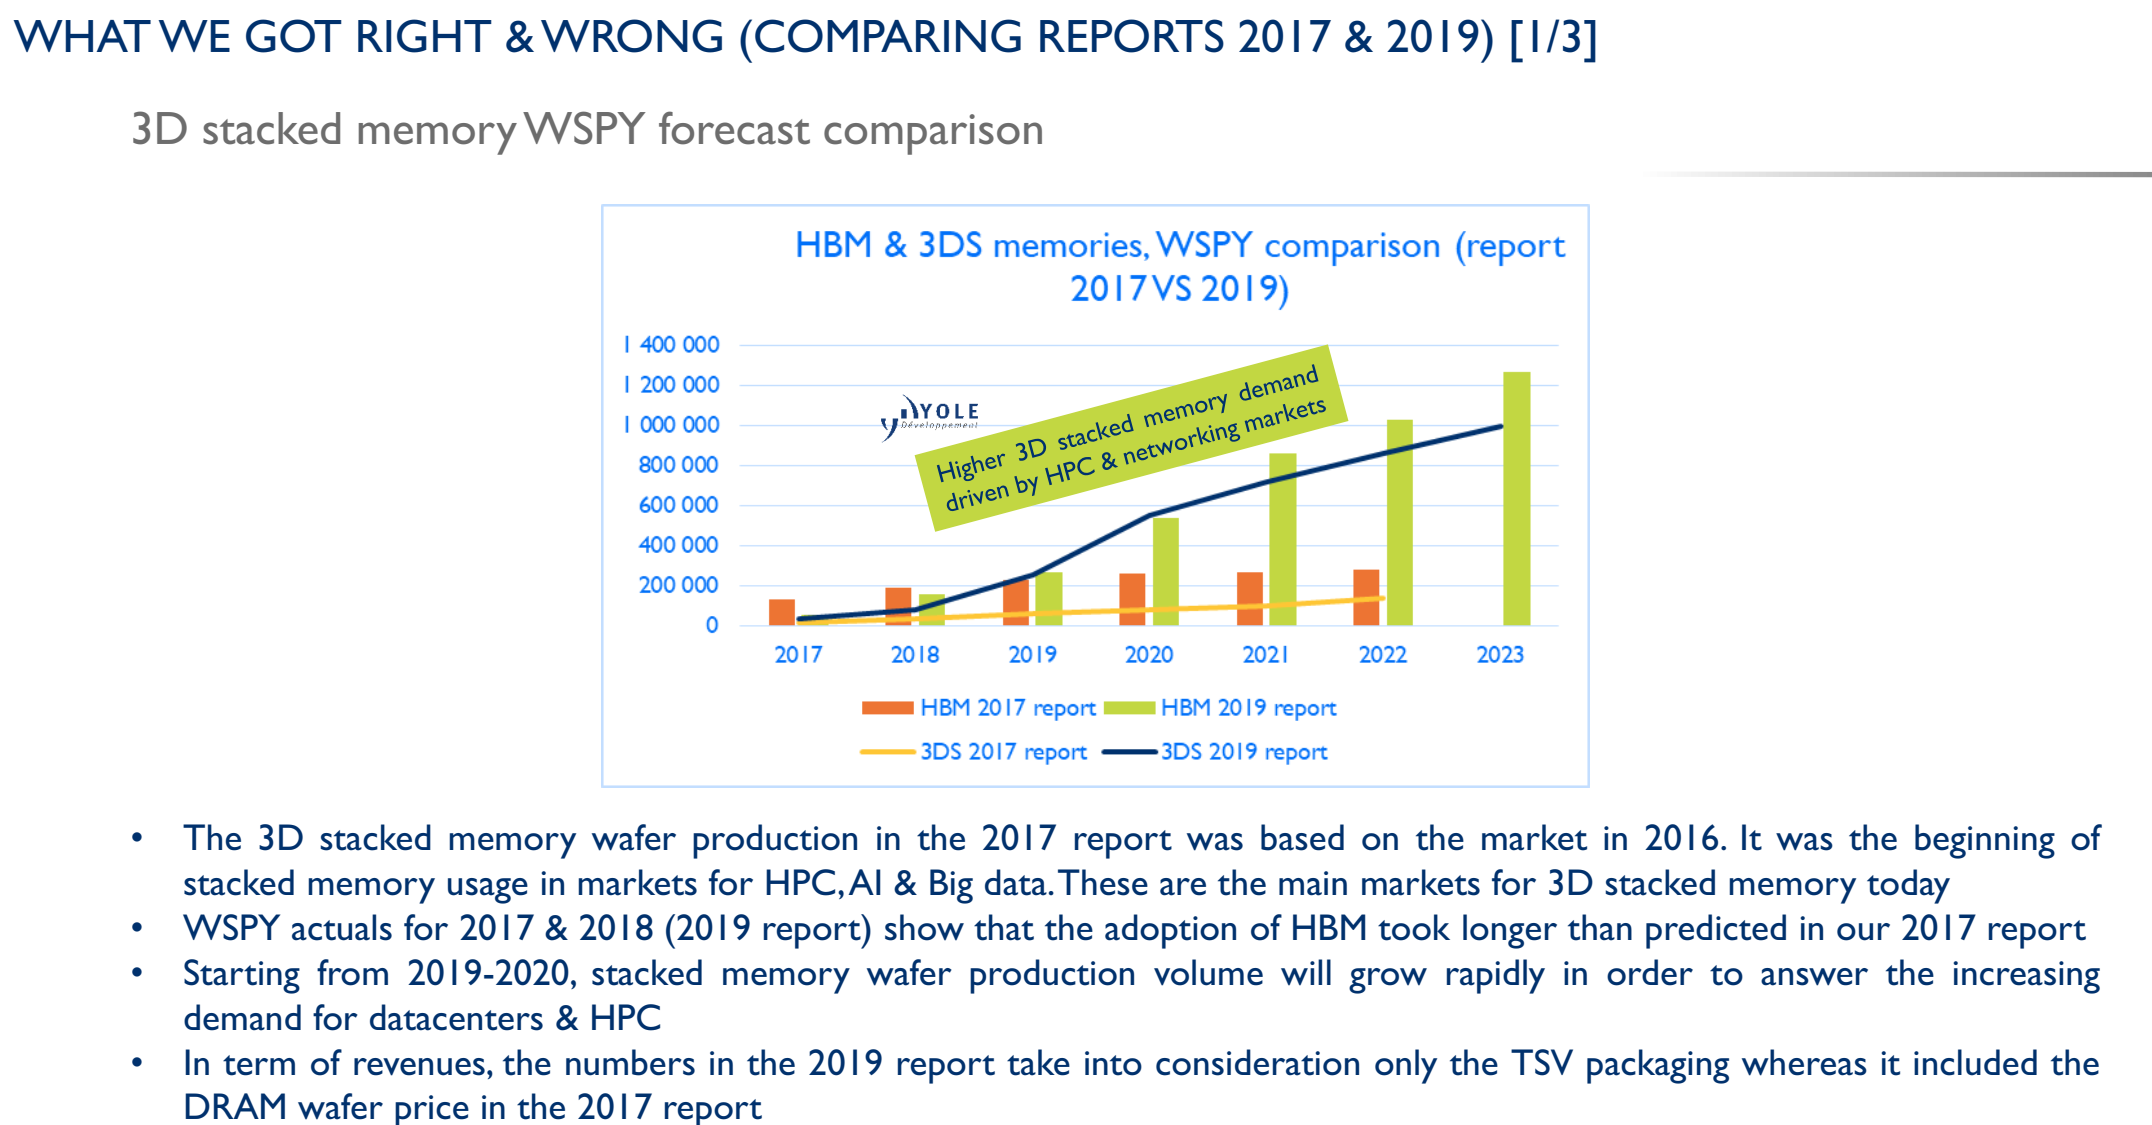 WHAT WE GOT RIGHT & WRONG (COMPARING REPORTS 2017 & 2019) [1/3]
3D stacked memory WSPY forecast comparison
HBM & 3DS memories, WSPY comparison (report
2017 VS 2019)
1 400 000
1 200 000
1 000 000
800 000
600 000
400 000
200 000
0
YOLE
Développement
Higher 3D stacked memory demand
driven by HPC & networking markets
2017 2018 2019 2020 2021 2022 2023
HBM 2017 report HBM 2019 report
3DS 2017 report 3DS 2019 report
• The 3D stacked memory wafer production in the 2017 report was based on the market in 2016. It was the beginning of
stacked memory usage in markets for HPC, AI & Big data. These are the main markets for 3D stacked memory today
• WSPY actuals for 2017 & 2018 (2019 report) show that the adoption of HBM took longer than predicted in our 2017 report
• Starting from 2019-2020, stacked memory wafer production volume will grow rapidly in order to answer the increasing
demand for datacenters & HPC
• In term of revenues, the numbers in the 2019 report take into consideration only the TSV packaging whereas it included the
DRAM wafer price in the 2017 report